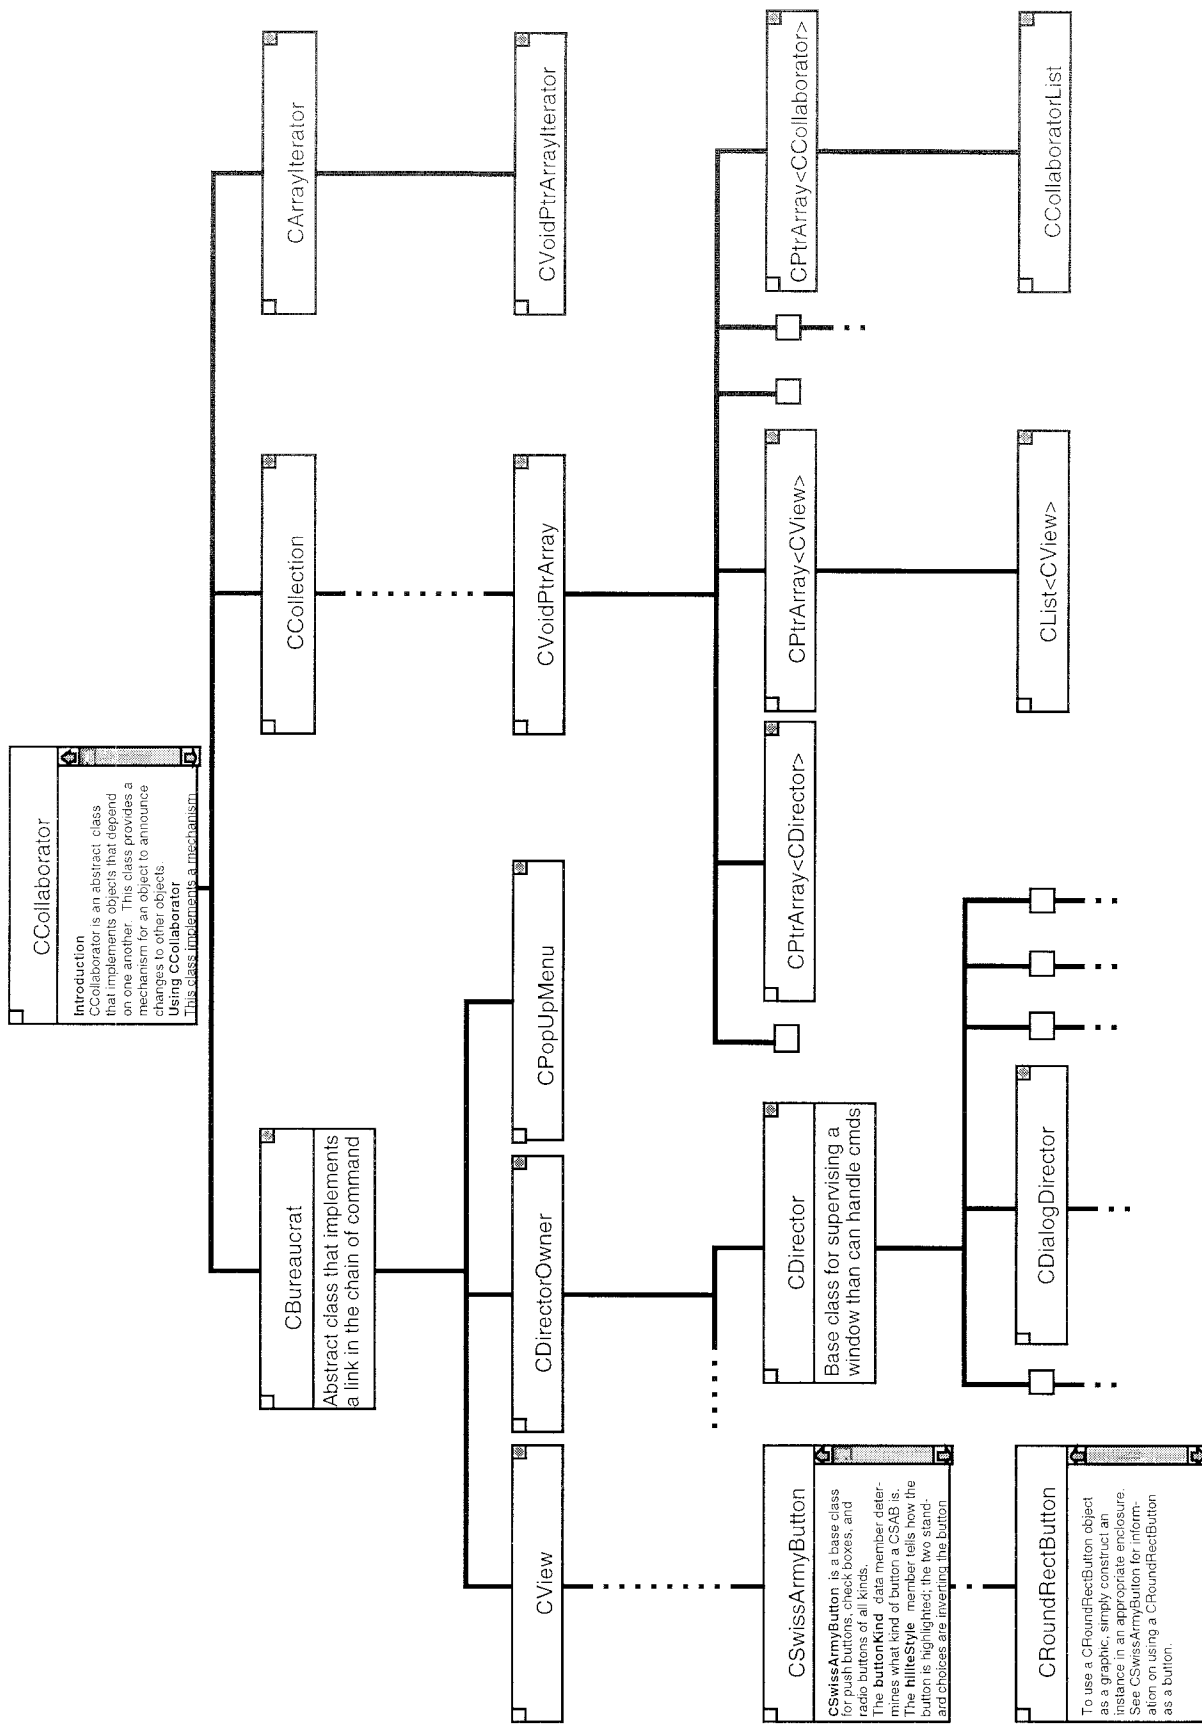 CCollaborator
Introduction
CCollaborator is an abstract class
that implements objects that depend
on one another. This class provides a
mechanism for an object to announce
changes to other objects.
Using CCollaborator
This class implements a mechanism
CBureaucrat
Abstract class that implements
a link in the chain of command
CCollection
CArrayIterator
CView
CDirectorOwner
CPopUpMenu
CVoidPtrArray
CVoidPtrArrayIterator
CSwissArmyButton
CSwissArmyButton is a base class
for push buttons, check boxes, and
radio buttons of all kinds.
The buttonKind data member deter-
mines what kind of button a CSAB is.
The hiliteStyle member tells how the
button is highlighted; the two stand-
ard choices are inverting the button
CDirector
Base class for supervising a
window than can handle cmds
CPtrArray<CDirector>
CPtrArray<CView>
CPtrArray<CCollaborator>
CRoundRectButton
To use a CRoundRectButton object
as a graphic, simply construct an
instance in an appropriate enclosure.
See CSwissArmyButton for inform-
ation on using a CRoundRectButton
as a button.
CDialogDirector
CList<CView>
CCollaboratorList